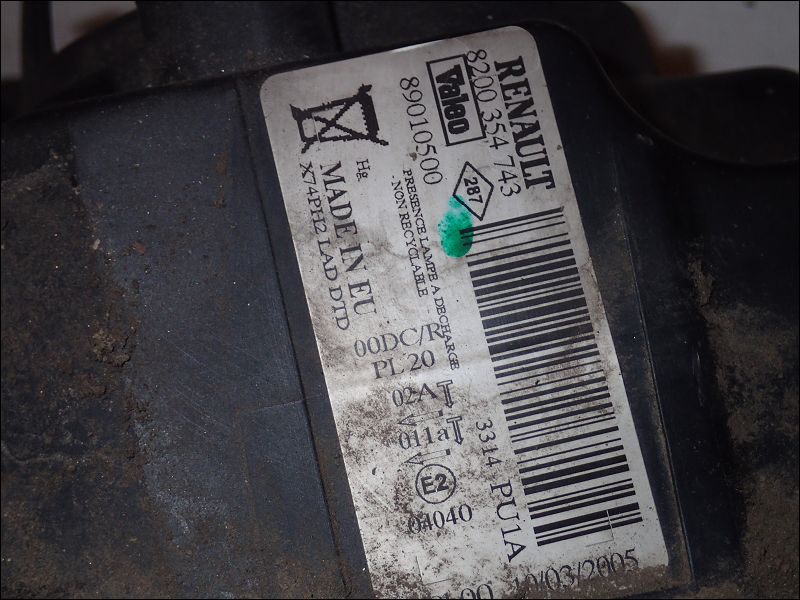 RENAULT
8200 354 743
Valeo
89010500
287
PRESENCE LAMPE A DECHARGE
-NON RECYCLABLE
Hg
MADE IN EU
X74PH2 LAD DTD
00DC/R
PL 20
02A
011a
E2
04040
3314 PU1A
10/03/2005